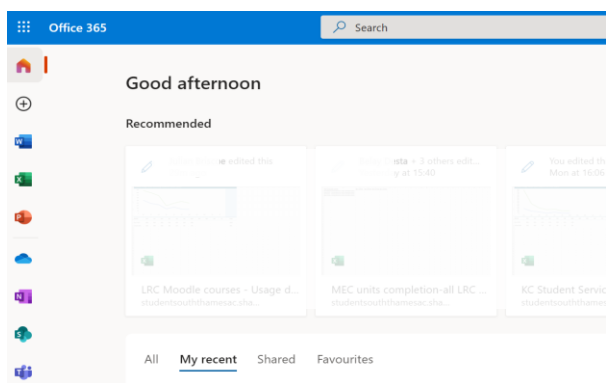 Office 365
Search
Good afternoon
Recommended
edited this
3 others edit...
at 15:40
You edited th
Mon at 16:06
LRC Moodle courses - Usage d...
studentsouththamesac.sha...
MEC units completion-all LRC ...
studentsouththamesac.sha...
KC Student Servic
studentsouththames
All My recent Shared Favourites